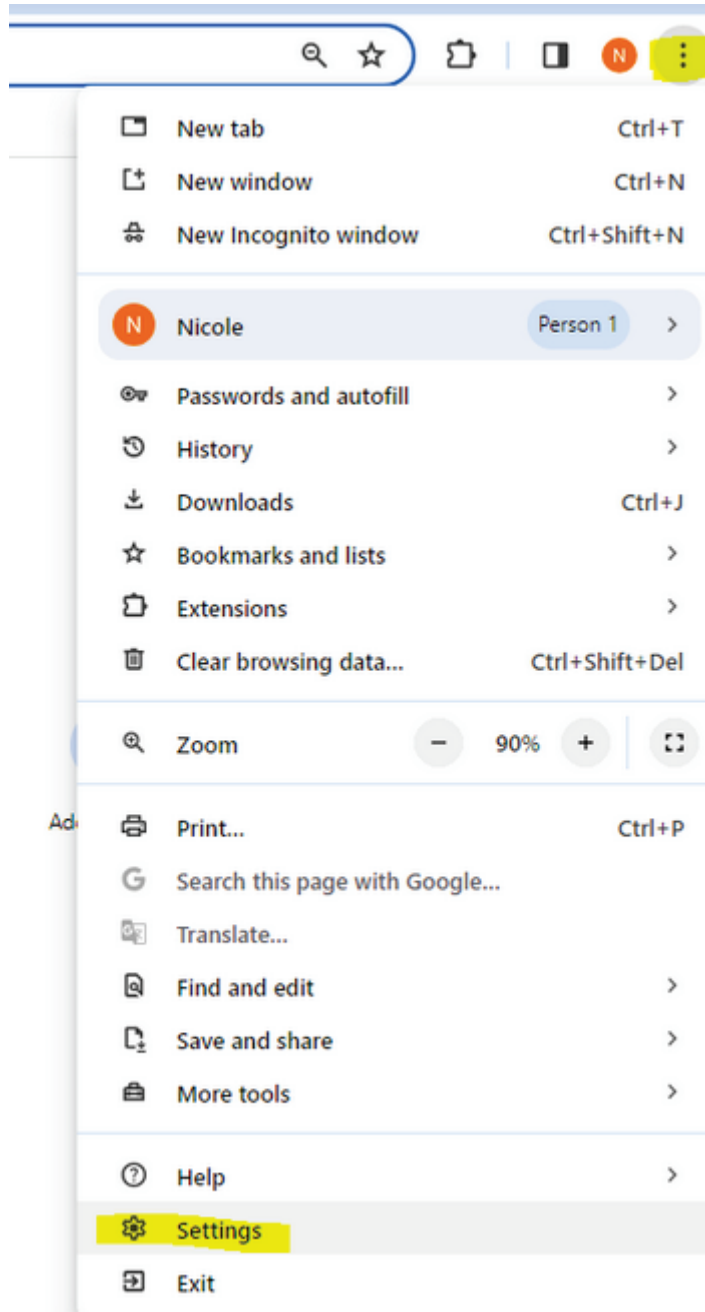 N
New tab Ctrl+T
New window Ctrl+N
New Incognito window Ctrl+Shift+N
N Nicole Person 1
Passwords and autofill
History
Downloads Ctrl+J
Bookmarks and lists
Extensions
Clear browsing data... Ctrl+Shift+Del
Zoom − 90% +
Ad
Print... Ctrl+P
G Search this page with Google...
Translate...
Find and edit
Save and share
More tools
Help
Settings
Exit